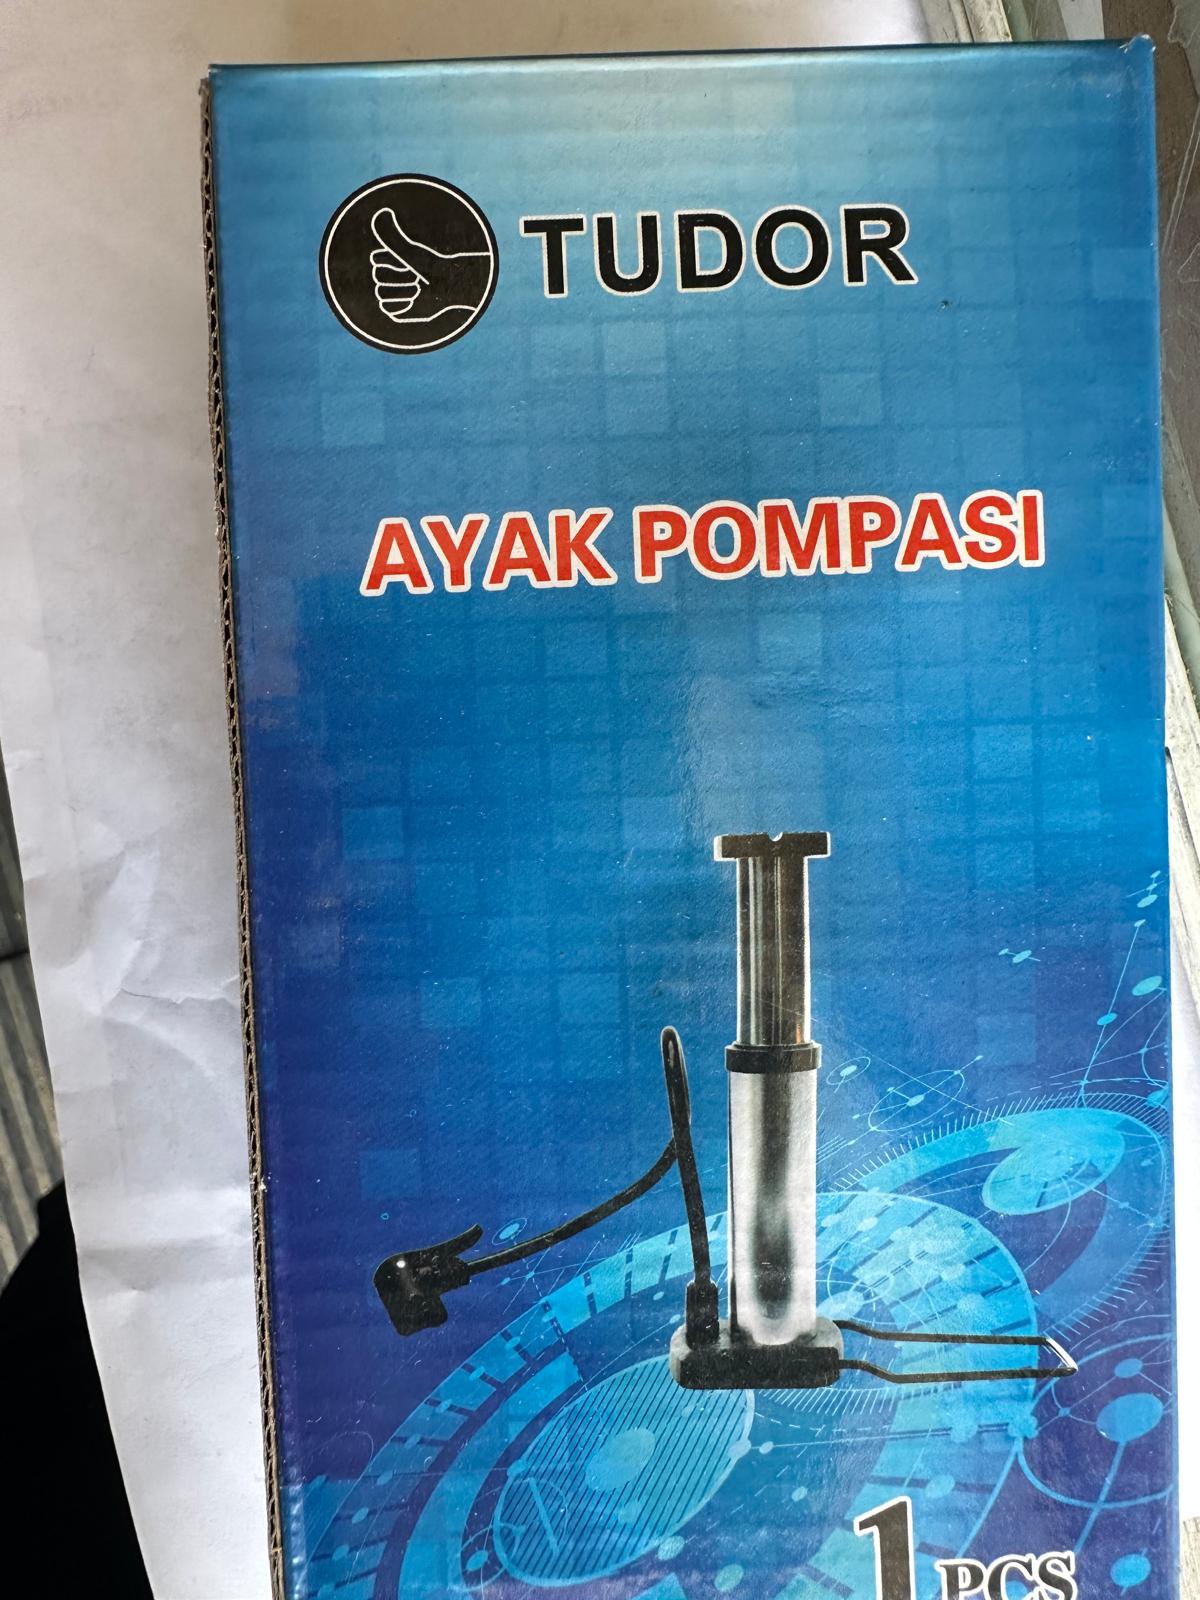 TUDOR
AYAK POMPASI
1 PCS